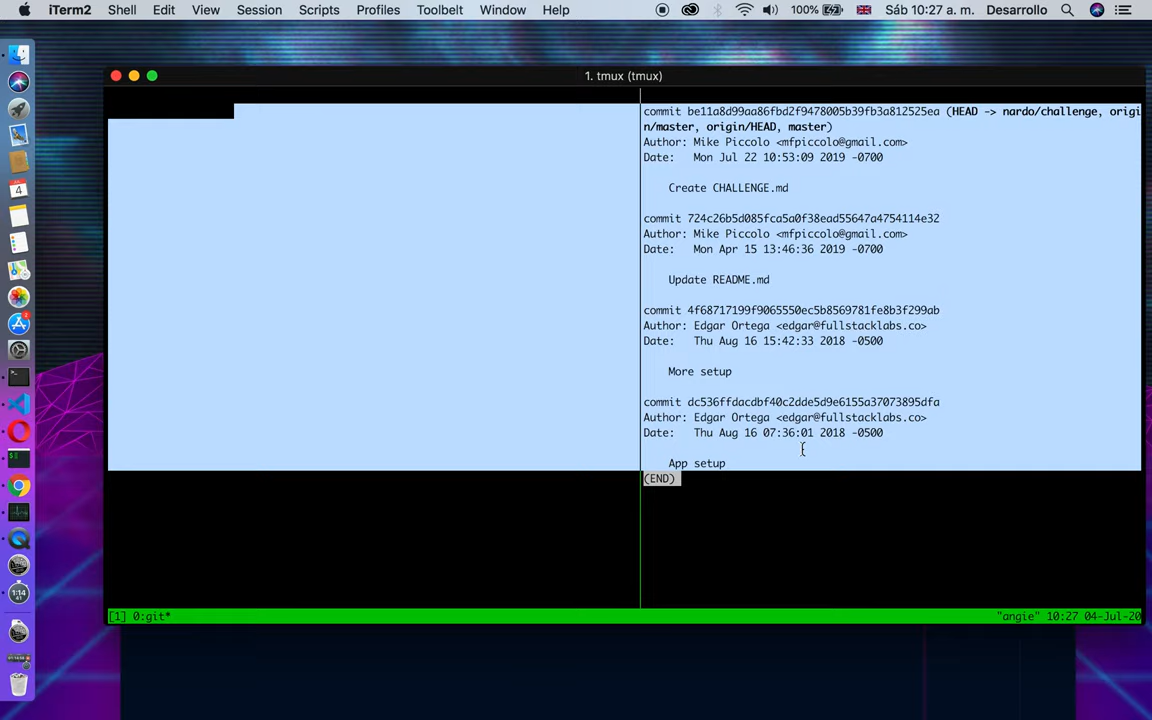 iTerm2 Shell Edit View Session Scripts Profiles Toolbelt Window Help 100% Sáb 10:27 a. m. Desarrollo
1. tmux (tmux)
commit be11a8d99aa86fbd2f9478005b39fb3a812525ea (HEAD -> nardo/challenge, origi
n/master, origin/HEAD, master)
Author: Mike Piccolo <mfpiccolo@gmail.com>
Date: Mon Jul 22 10:53:09 2019 -0700
Create CHALLENGE.md
commit 724c26b5d085fca5a0f38ead55647a4754114e32
Author: Mike Piccolo <mfpiccolo@gmail.com>
Date: Mon Apr 15 13:46:36 2019 -0700
Update README.md
commit 4f68717199f9065550ec5b8569781fe8b3f299ab
Author: Edgar Ortega <edgar@fullstacklabs.co>
Date: Thu Aug 16 15:42:33 2018 -0500
More setup
commit dc536ffdacdbf40c2dde5d9e6155a37073895dfa
Author: Edgar Ortega <edgar@fullstacklabs.co>
Date: Thu Aug 16 07:36:01 2018 -0500
App setup
(END)
[1] 0:git* "angie" 10:27 04-Jul-20
4
1:14